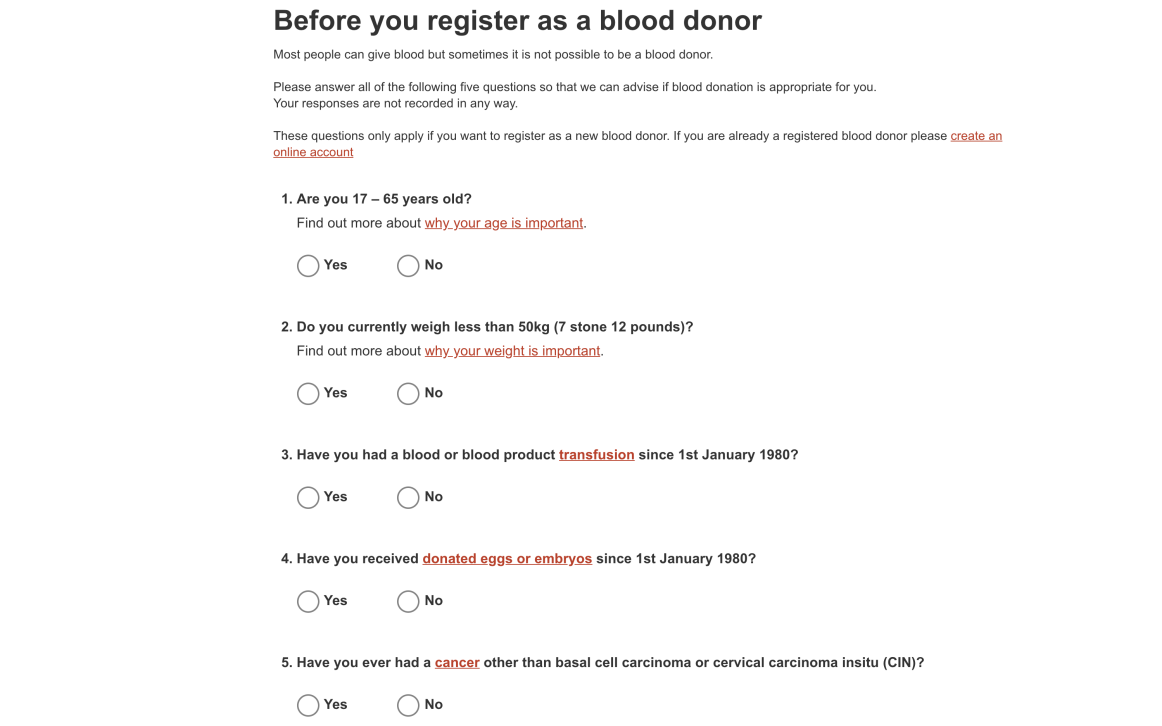 Before you register as a blood donor
Most people can give blood but sometimes it is not possible to be a blood donor.
Please answer all of the following five questions so that we can advise if blood donation is appropriate for you.
Your responses are not recorded in any way.
These questions only apply if you want to register as a new blood donor. If you are already a registered blood donor please create an
online account
1. Are you 17 – 65 years old?
Find out more about why your age is important.
Yes No
2. Do you currently weigh less than 50kg (7 stone 12 pounds)?
Find out more about why your weight is important.
Yes No
3. Have you had a blood or blood product transfusion since 1st January 1980?
Yes No
4. Have you received donated eggs or embryos since 1st January 1980?
Yes No
5. Have you ever had a cancer other than basal cell carcinoma or cervical carcinoma insitu (CIN)?
Yes No